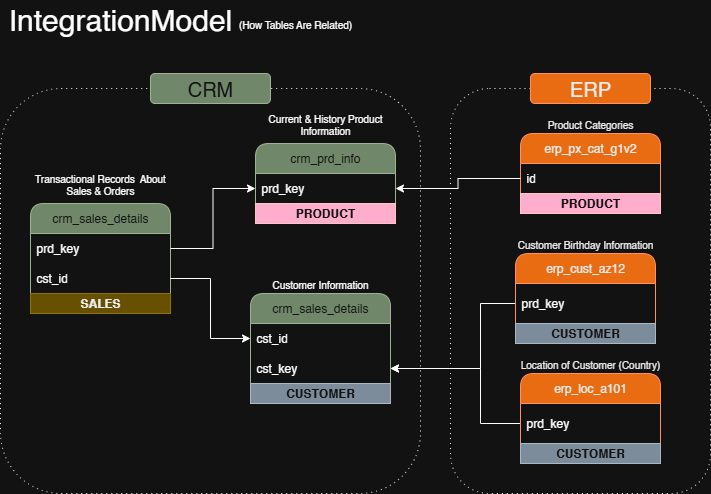 IntegrationModel (How Tables Are Related)
CRM
Current & History Product
Information
crm_prd_info
prd_key
PRODUCT
Transactional Records About
Sales & Orders
crm_sales_details
prd_key
cst_id
SALES
Customer Information
crm_sales_details
cst_id
cst_key
CUSTOMER
ERP
Product Categories
erp_px_cat_g1v2
id
PRODUCT
Customer Birthday Information
erp_cust_az12
prd_key
CUSTOMER
Location of Customer (Country)
erp_loc_a101
prd_key
CUSTOMER